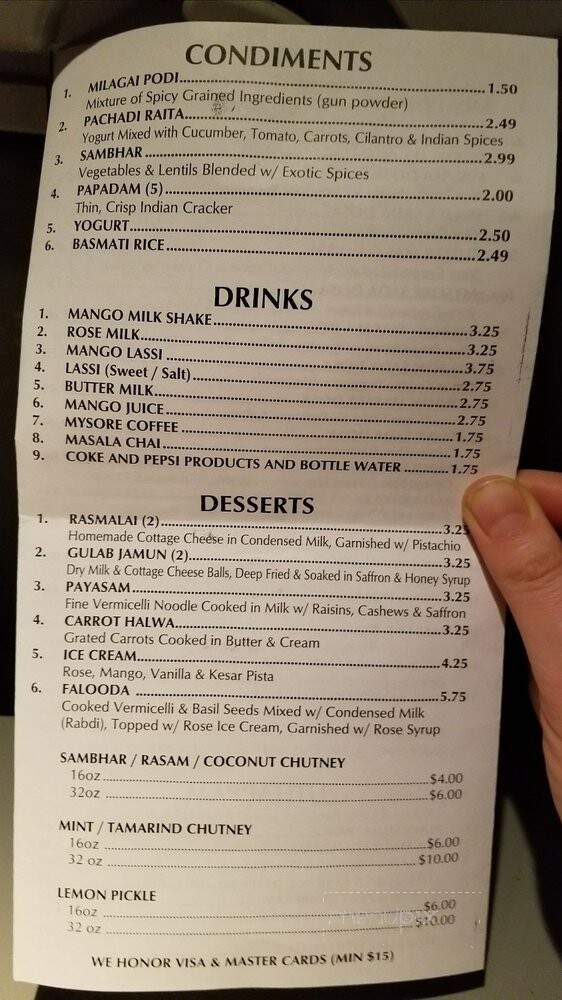 CONDIMENTS
1. MILAGAI PODI..........1.50
Mixture of Spicy Grained Ingredients (gun powder)
2. PACHADI RAITA..........2.49
Yogurt Mixed with Cucumber, Tomato, Carrots, Cilantro & Indian Spices
3. SAMBHAR..........2.99
Vegetables & Lentils Blended w/ Exotic Spices
4. PAPADAM (5)..........2.00
Thin, Crisp Indian Cracker
5. YOGURT..........2.50
6. BASMATI RICE..........2.49
DRINKS
1. MANGO MILK SHAKE..........3.25
2. ROSE MILK..........3.25
3. MANGO LASSI..........3.75
4. LASSI (Sweet / Salt)..........2.75
5. BUTTER MILK..........2.75
6. MANGO JUICE..........2.75
7. MYSORE COFFEE..........1.75
8. MASALA CHAI..........1.75
9. COKE AND PEPSI PRODUCTS AND BOTTLE WATER..........1.75
DESSERTS
1. RASMALAI (2)..........3.25
Homemade Cottage Cheese in Condensed Milk, Garnished w/ Pistachio
2. GULAB JAMUN (2)..........3.25
Dry Milk & Cottage Cheese Balls, Deep Fried & Soaked in Saffron & Honey Syrup
3. PAYASAM..........3.25
Fine Vermicelli Noodle Cooked in Milk w/ Raisins, Cashews & Saffron
4. CARROT HALWA..........3.25
Grated Carrots Cooked in Butter & Cream
5. ICE CREAM..........4.25
Rose, Mango, Vanilla & Kesar Pista
6. FALOODA..........5.75
Cooked Vermicelli & Basil Seeds Mixed w/ Condensed Milk
(Rabdi), Topped w/ Rose Ice Cream, Garnished w/ Rose Syrup
SAMBHAR / RASAM / COCONUT CHUTNEY
16oz..........$4.00
32oz..........$6.00
MINT / TAMARIND CHUTNEY
16oz..........$6.00
32 oz..........$10.00
LEMON PICKLE
16oz..........$6.00
32 oz..........$10.00
WE HONOR VISA & MASTER CARDS (MIN $15)